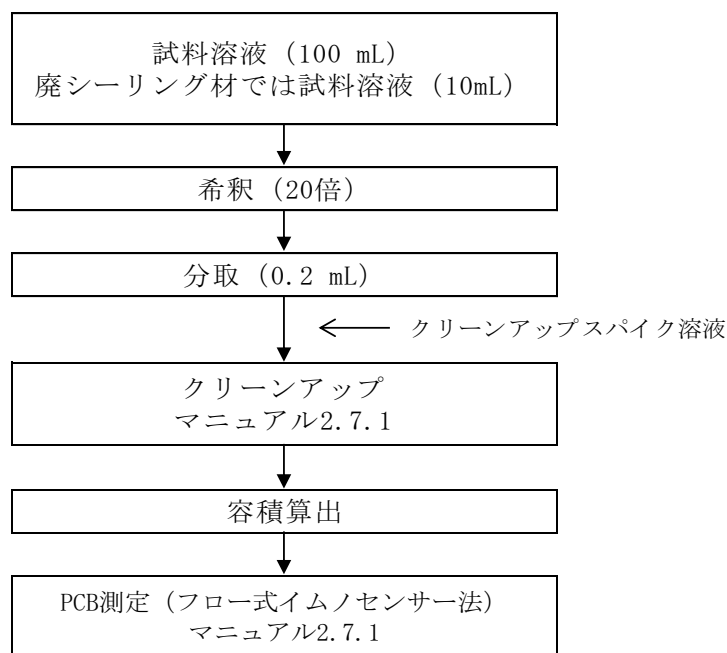 試料溶液（100 mL）
廃シーリング材では試料溶液（10mL）
希釈（20倍）
分取（0.2 mL）
クリーンアップスパイク溶液
クリーンアップ
マニュアル2.7.1
容積算出
PCB測定（フロー式イムノセンサー法）
マニュアル2.7.1